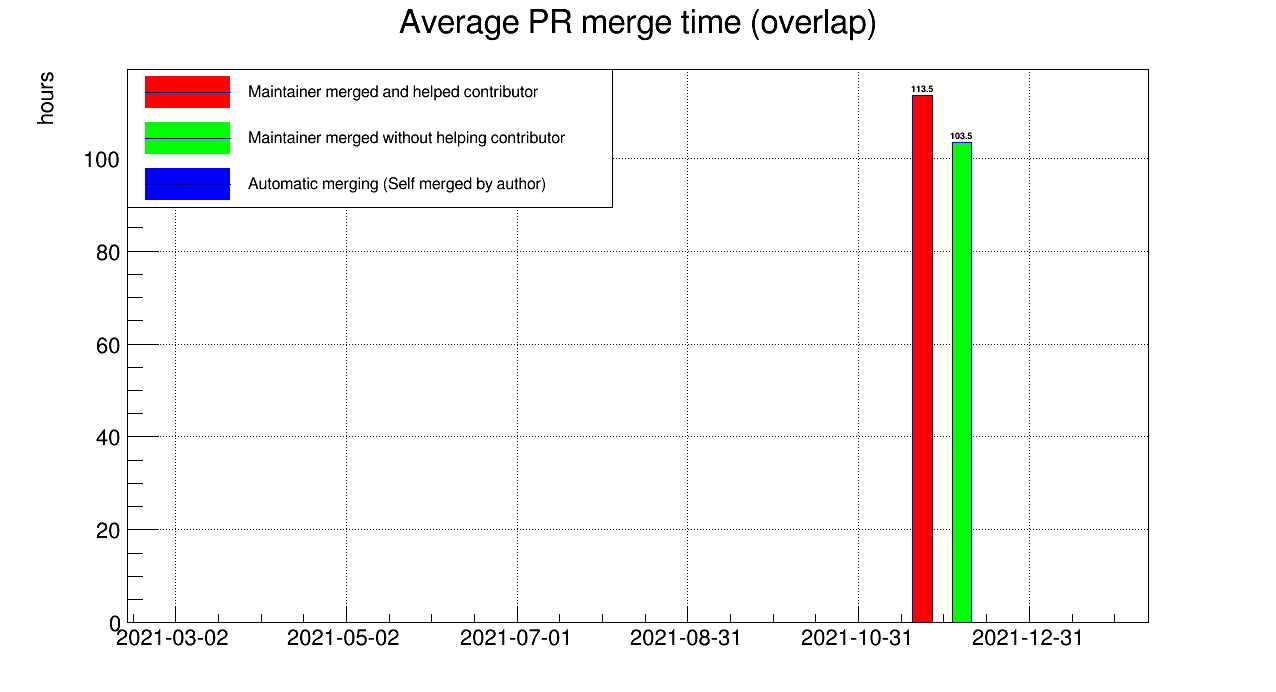 Average PR merge time (overlap)
hours
Maintainer merged and helped contributor
Maintainer merged without helping contributor
Automatic merging (Self merged by author)
113.5
103.5
100
80
60
40
20
0
2021-03-02 2021-05-02 2021-07-01 2021-08-31 2021-10-31 2021-12-31